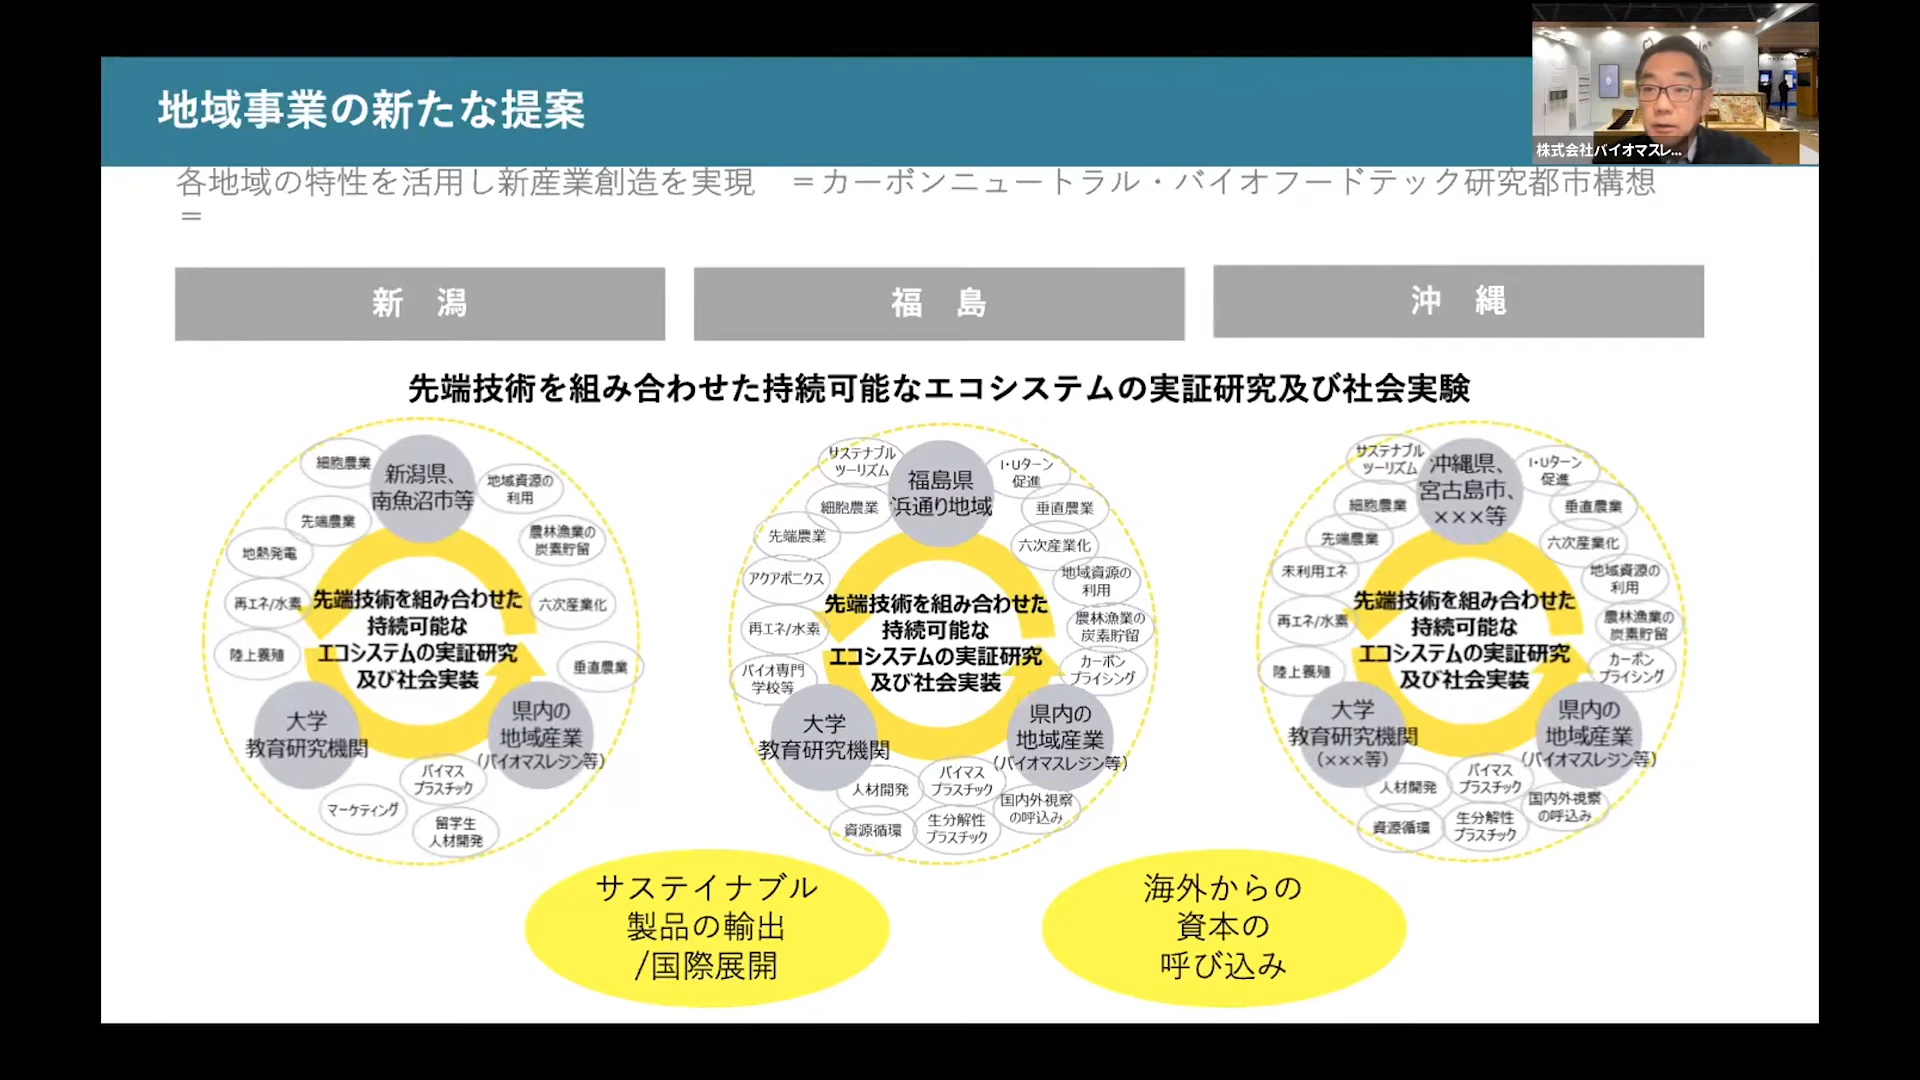 地域事業の新たな提案
株式会社バイオマスレ...
各地域の特性を活用し新産業創造を実現 ＝カーボンニュートラル・バイオフードテック研究都市構想
＝
新 潟
福 島
沖 縄
先端技術を組み合わせた持続可能なエコシステムの実証研究及び社会実験
新潟県、
南魚沼市等
細胞農業
地域資源の
利用
先端農業
農林漁業の
炭素貯留
地熱発電
再エネ/水素
六次産業化
陸上養殖
垂直農業
先端技術を組み合わせた
持続可能な
エコシステムの実証研究
及び社会実装
大学
教育研究機関
県内の
地域産業
(バイオマスレジン等)
バイマス
プラスチック
マーケティング
留学生
人材開発
サステナブル
ツーリズム
福島県
浜通り地域
I・Uターン
促進
細胞農業
垂直農業
先端農業
六次産業化
アクアポニクス
地域資源の
利用
再エネ/水素
農林漁業の
炭素貯留
バイオ専門
学校等
カーボン
プライシング
先端技術を組み合わせた
持続可能な
エコシステムの実証研究
及び社会実装
大学
教育研究機関
県内の
地域産業
(バイオマスレジン等)
人材開発
バイマス
プラスチック
国内外視察
の呼込み
資源循環
生分解性
プラスチック
サステナブル
ツーリズム
沖縄県、
宮古島市、
×××等
I・Uターン
促進
細胞農業
垂直農業
先端農業
六次産業化
未利用エネ
地域資源の
利用
再エネ/水素
農林漁業の
炭素貯留
陸上養殖
カーボン
プライシング
先端技術を組み合わせた
持続可能な
エコシステムの実証研究
及び社会実装
大学
教育研究機関
(×××等)
県内の
地域産業
(バイオマスレジン等)
人材開発
バイマス
プラスチック
国内外視察
の呼込み
資源循環
生分解性
プラスチック
サステイナブル
製品の輸出
/国際展開
海外からの
資本の
呼び込み